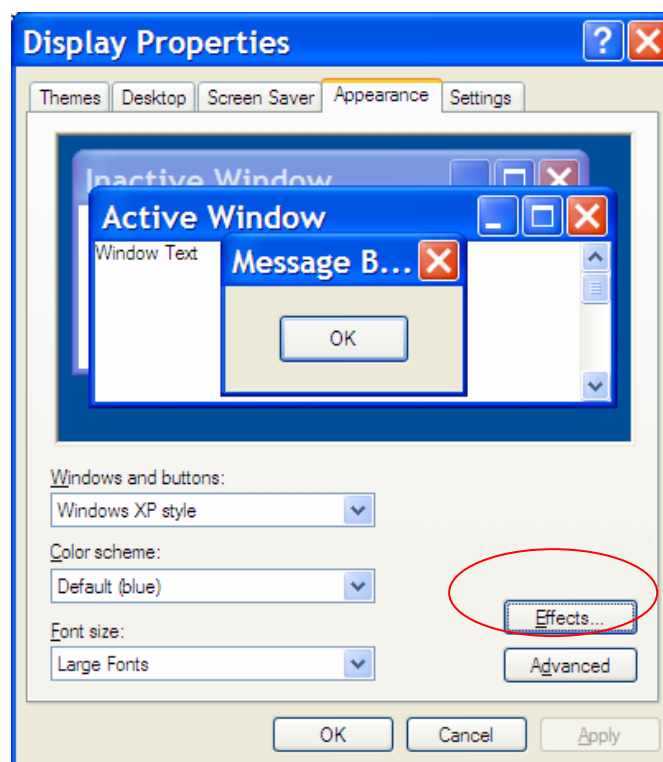 Display Properties
Themes Desktop Screen Saver Appearance Settings
Inactive Window
Active Window
Window Text
Message B...
OK
Windows and buttons:
Windows XP style
Color scheme:
Default (blue)
Effects...
Font size:
Large Fonts
Advanced
OK Cancel Apply